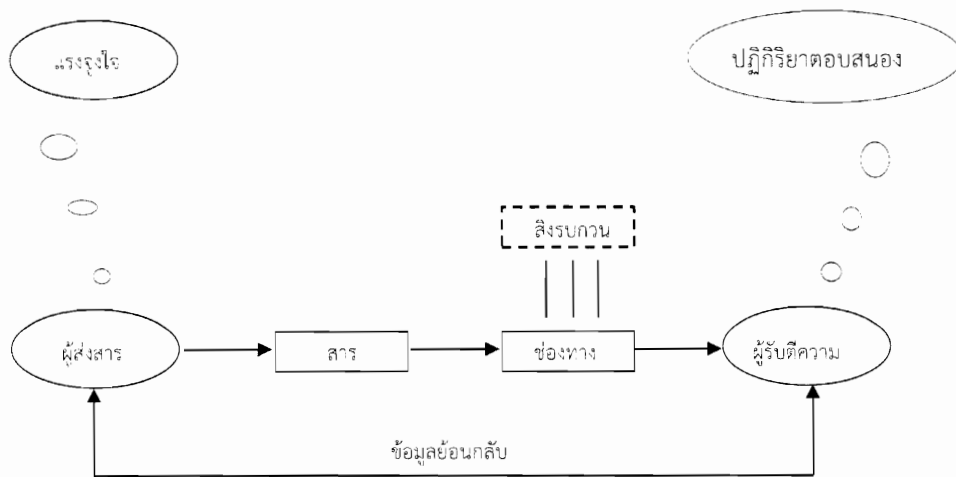 แรงจูงใจ
ปฏิกิริยาตอบสนอง
สิ่งรบกวน
ผู้ส่งสาร
สาร
ช่องทาง
ผู้รับตีความ
ข้อมูลย้อนกลับ